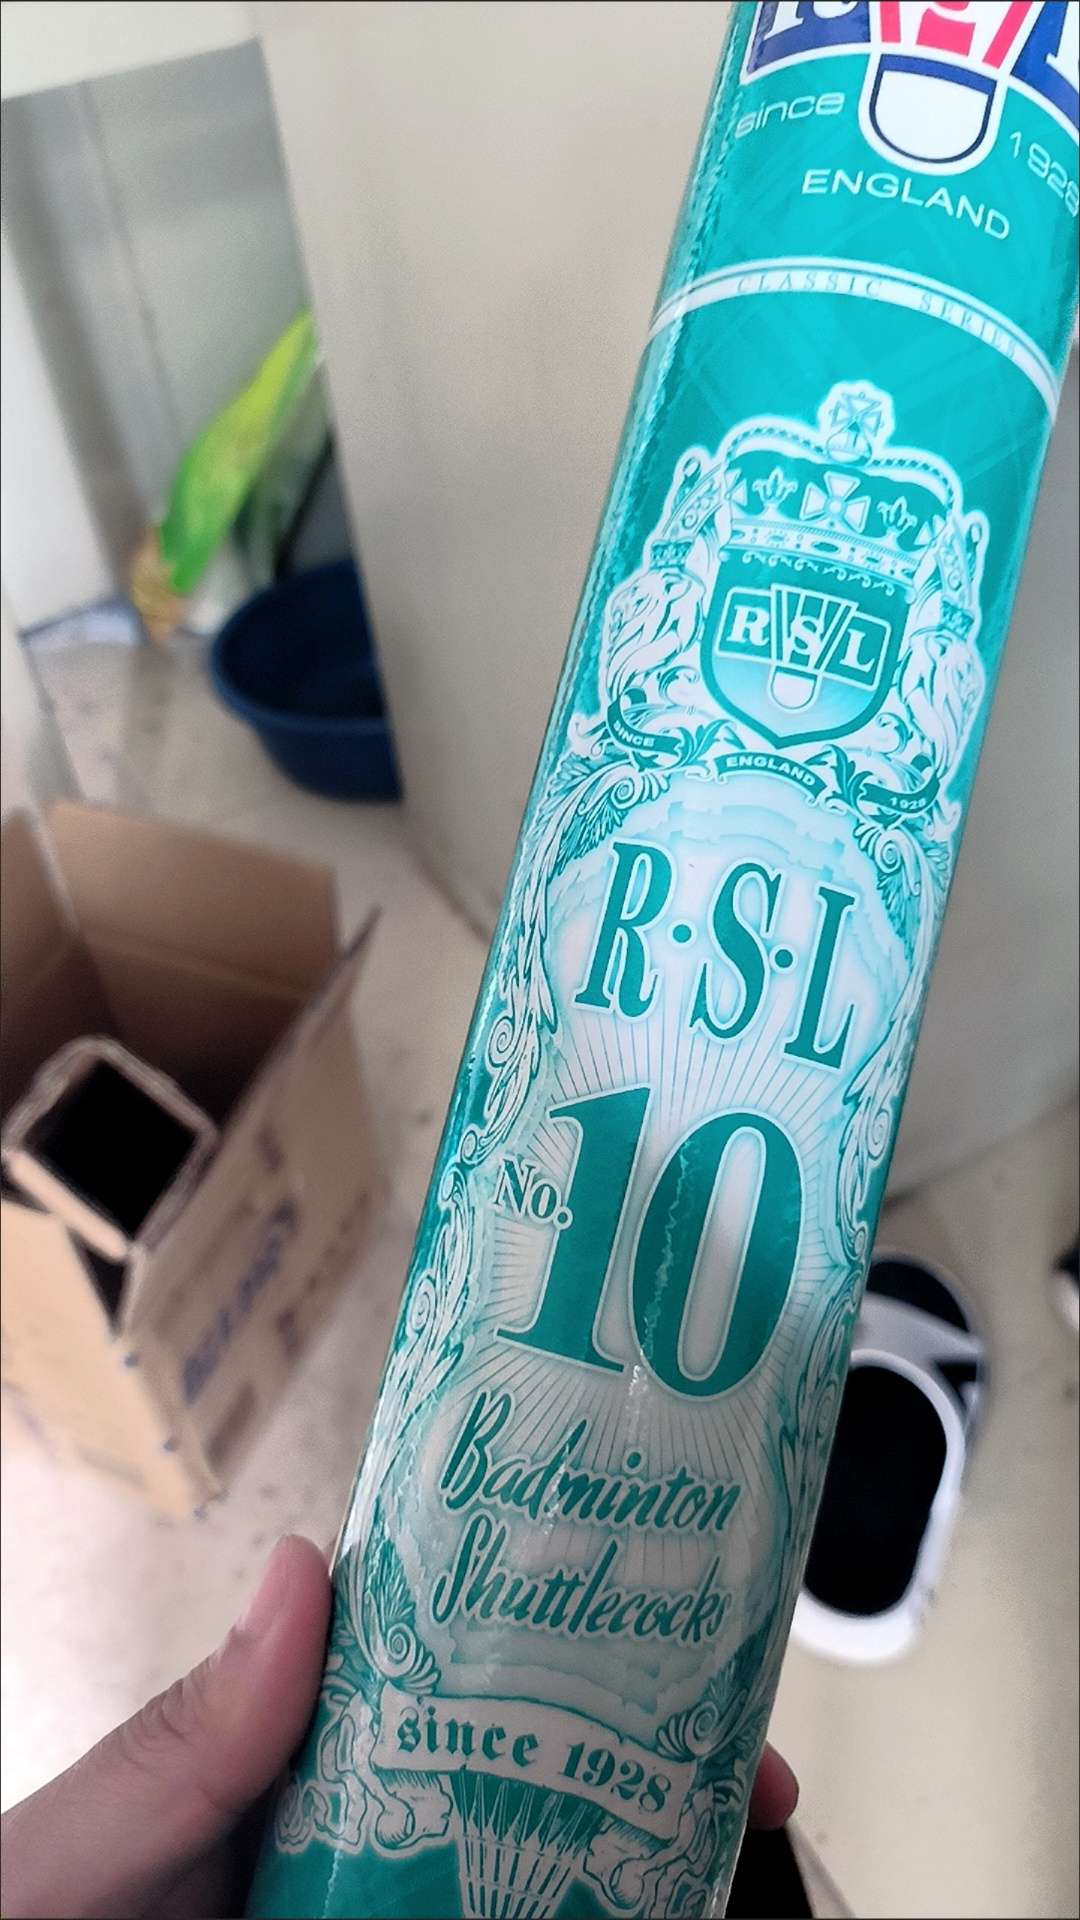 since 1928
ENGLAND
CLASSIC SERIES
RSL
SINCE ENGLAND 1928
R·S·L
No. 10
Badminton
Shuttlecocks
since 1928